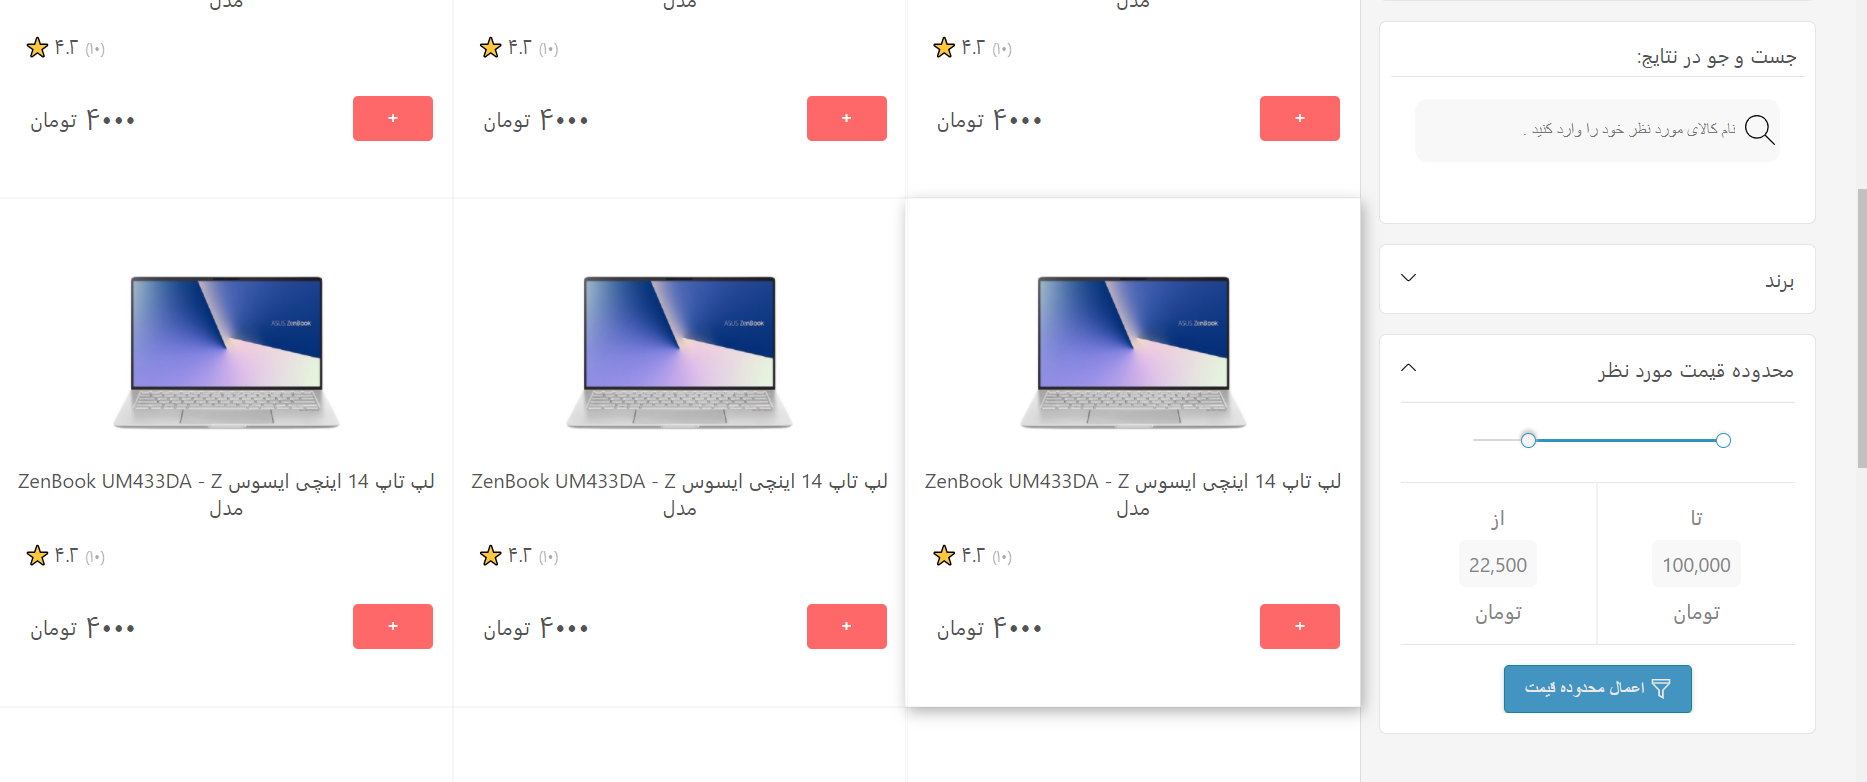 مدل
مدل
مدل
۴.۲ (۱۰)
۴.۲ (۱۰)
۴.۲ (۱۰)
+
۴۰۰۰ تومان
+
۴۰۰۰ تومان
+
۴۰۰۰ تومان
جست و جو در نتایج:
نام کالای مورد نظر خود را وارد کنید .
برند
محدوده قیمت مورد نظر
تا
100,000
تومان
از
22,500
تومان
اعمال محدوده قیمت
ASUS ZenBook
لپ تاپ 14 اینچی ایسوس ZenBook UM433DA - Z
مدل
۴.۲ (۱۰)
+
۴۰۰۰ تومان
ASUS ZenBook
لپ تاپ 14 اینچی ایسوس ZenBook UM433DA - Z
مدل
۴.۲ (۱۰)
+
۴۰۰۰ تومان
ASUS ZenBook
لپ تاپ 14 اینچی ایسوس ZenBook UM433DA - Z
مدل
۴.۲ (۱۰)
+
۴۰۰۰ تومان